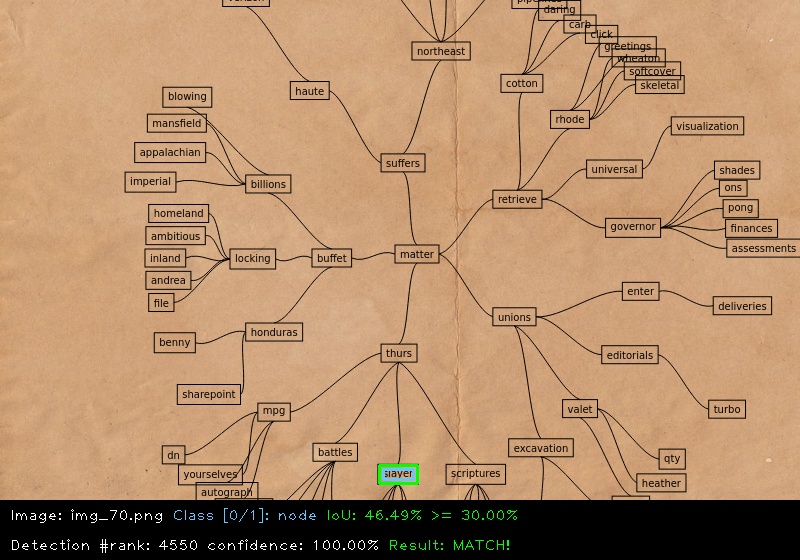 daring
carb
click
northeast
greetings
wheaton
softcover
cotton
skeletal
haute
blowing
rhode
mansfield
visualization
appalachian
suffers
universal
shades
imperial
billions
ons
retrieve
pong
homeland
governor
finances
ambitious
assessments
inland
locking
buffet
matter
andrea
file
enter
deliveries
unions
honduras
benny
thurs
editorials
sharepoint
mpg
valet
turbo
battles
excavation
dn
qty
yourselves
slayer
scriptures
heather
autograph
Image: img_70.png Class [0/1]: node IoU: 46.49% >= 30.00%
Detection #rank: 4550 confidence: 100.00% Result: MATCH!